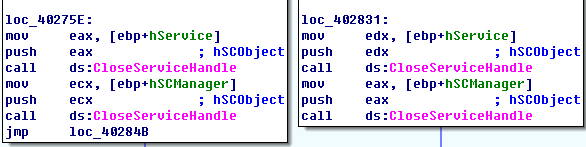 loc_40275E:
mov     eax, [ebp+hService]
push    eax             ; hSCObject
call    ds:CloseServiceHandle
mov     ecx, [ebp+hSCManager]
push    ecx             ; hSCObject
call    ds:CloseServiceHandle
jmp     loc_40284B
loc_402831:
mov     edx, [ebp+hService]
push    edx             ; hSCObject
call    ds:CloseServiceHandle
mov     eax, [ebp+hSCManager]
push    eax             ; hSCObject
call    ds:CloseServiceHandle